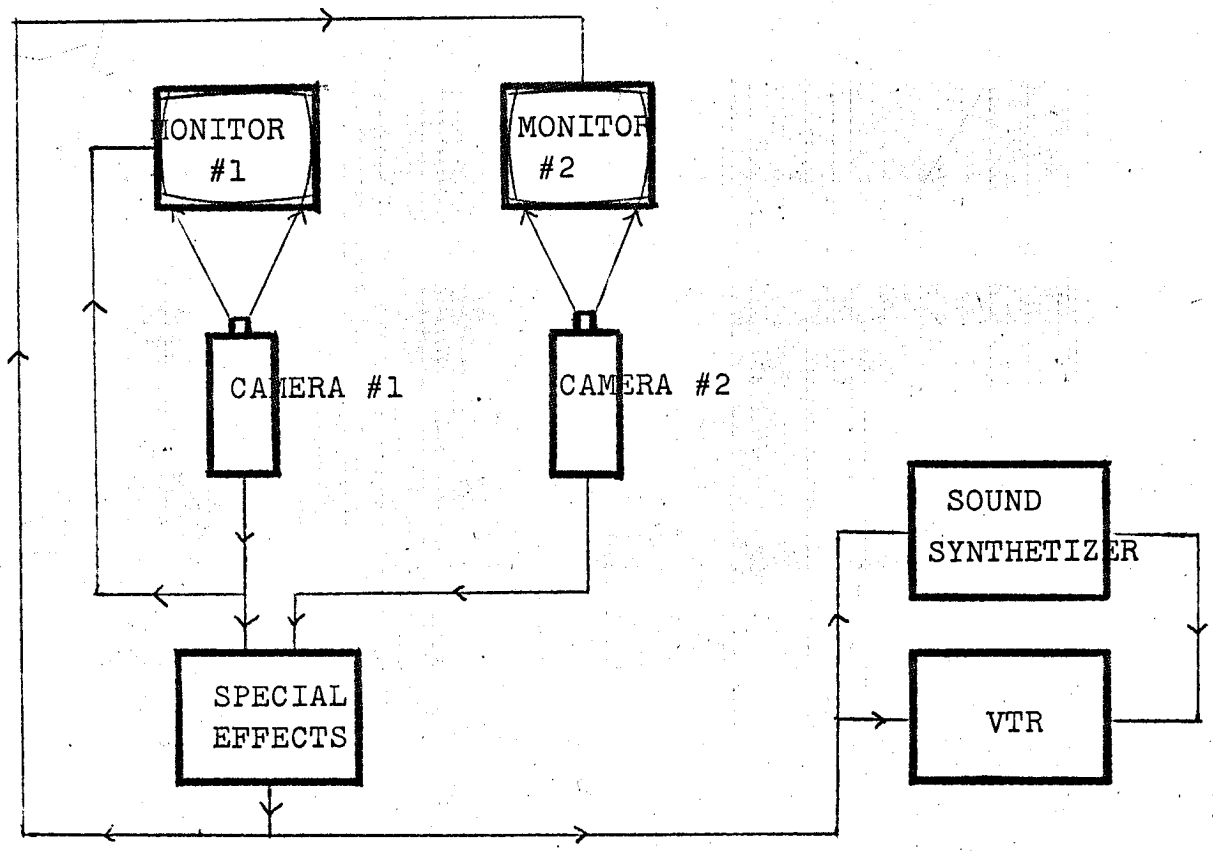 MONITOR
#1
MONITOR
#2
CAMERA #1
CAMERA #2
SOUND
SYNTHETIZER
SPECIAL
EFFECTS
VTR